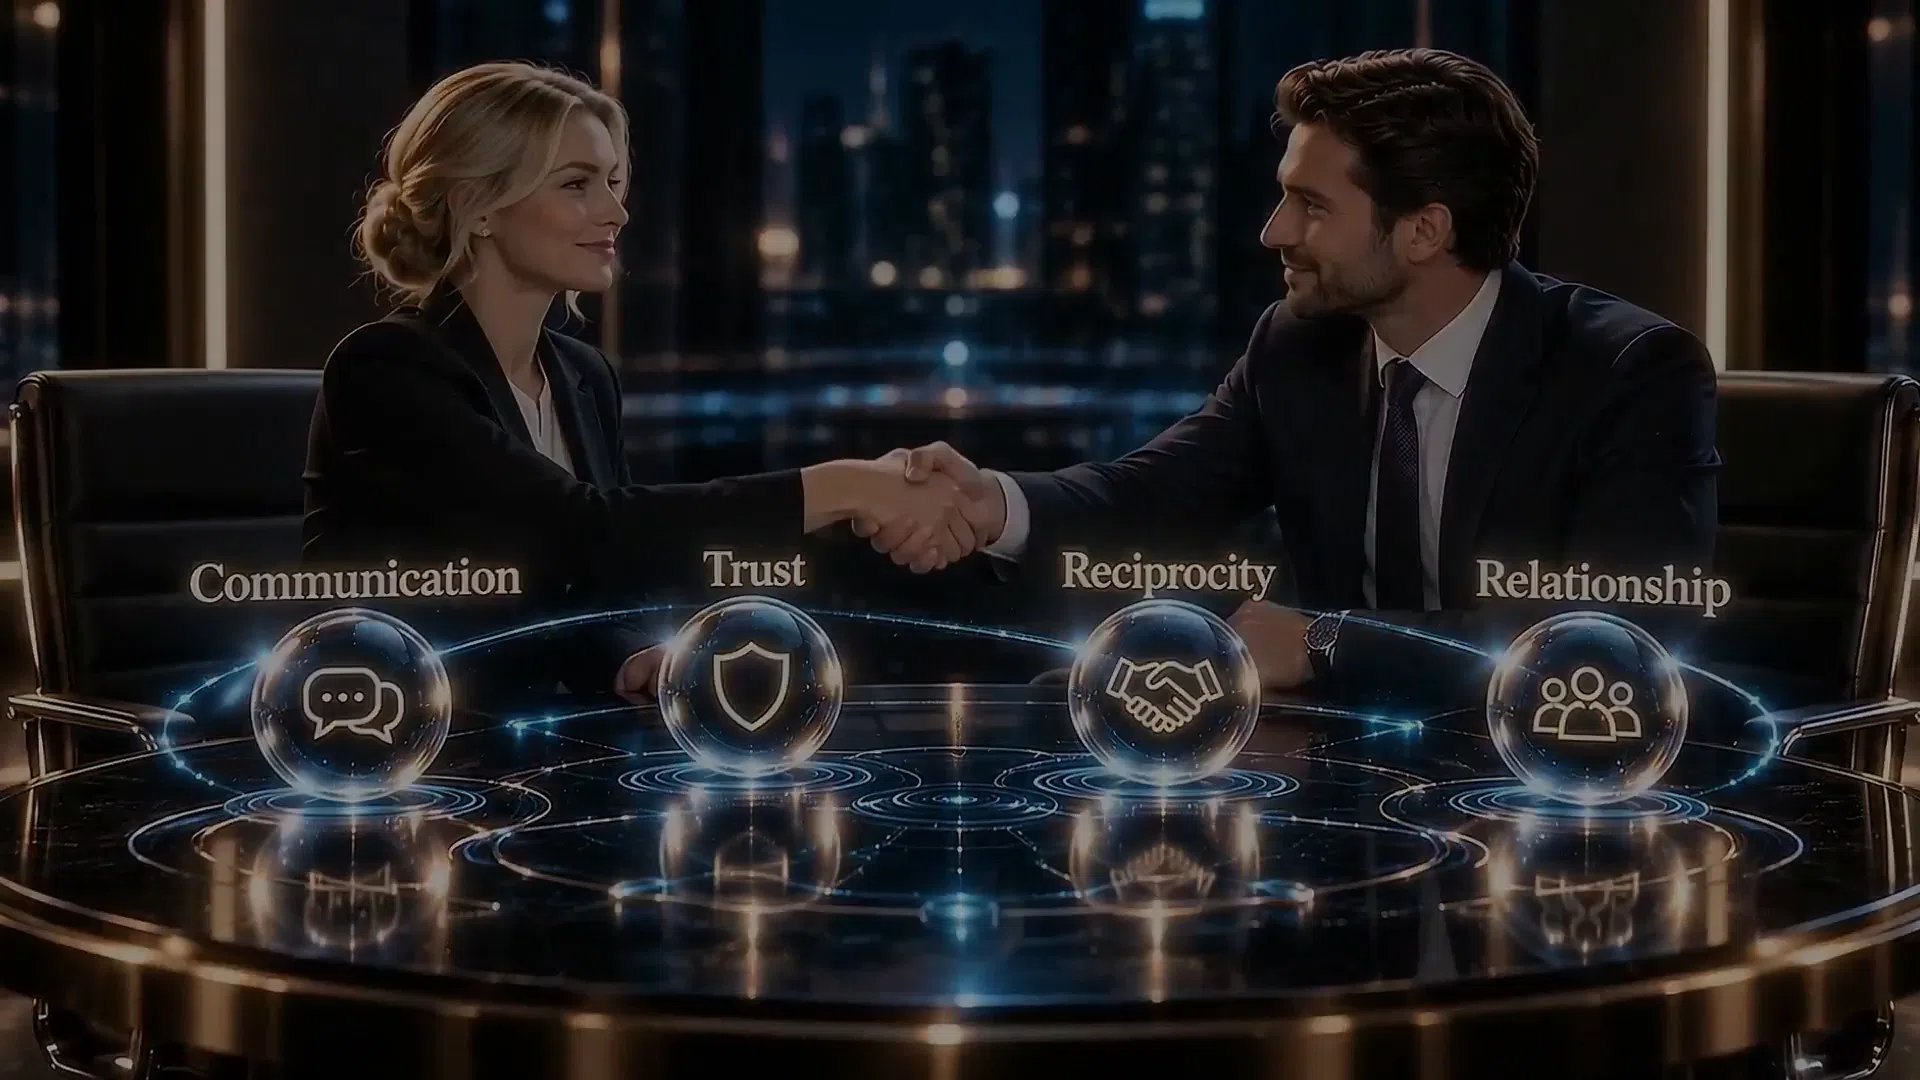 Communication
Trust
Reciprocity
Relationship